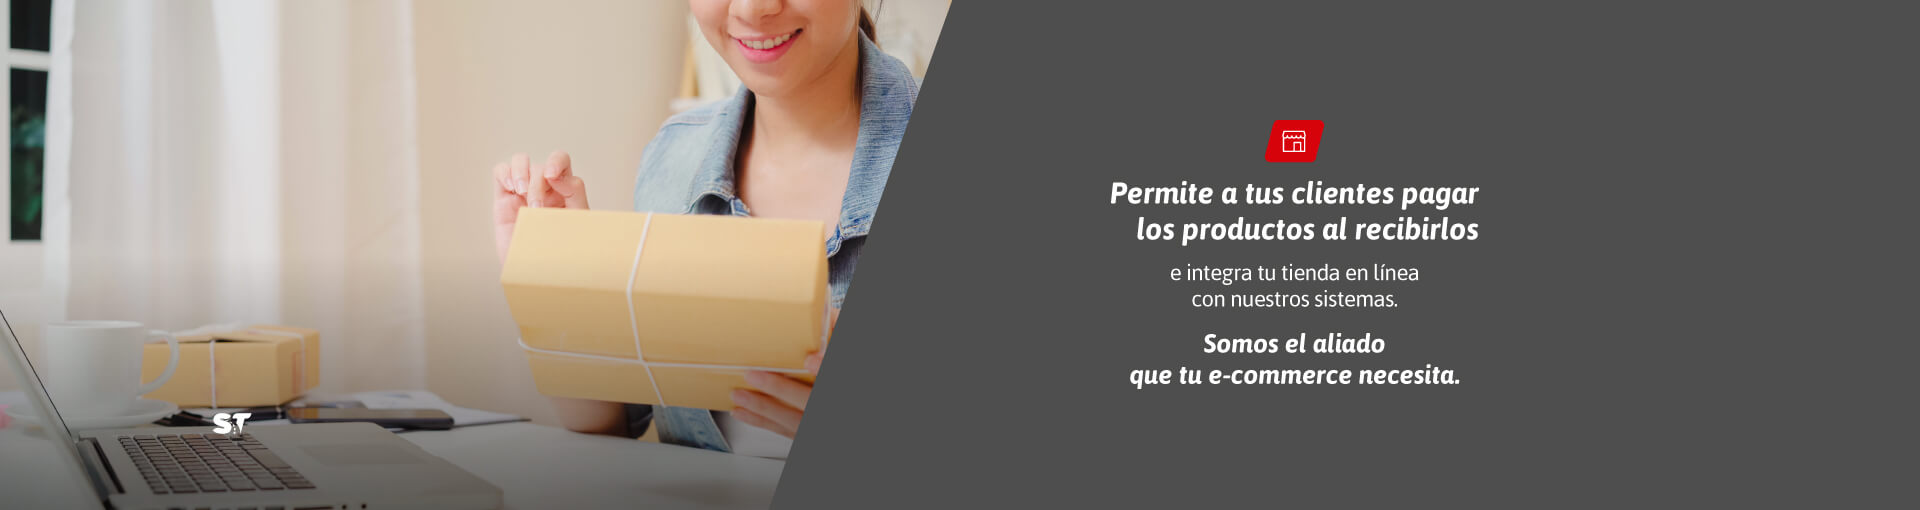 ST
Permite a tus clientes pagar
los productos al recibirlos
e integra tu tienda en línea
con nuestros sistemas.
Somos el aliado
que tu e-commerce necesita.